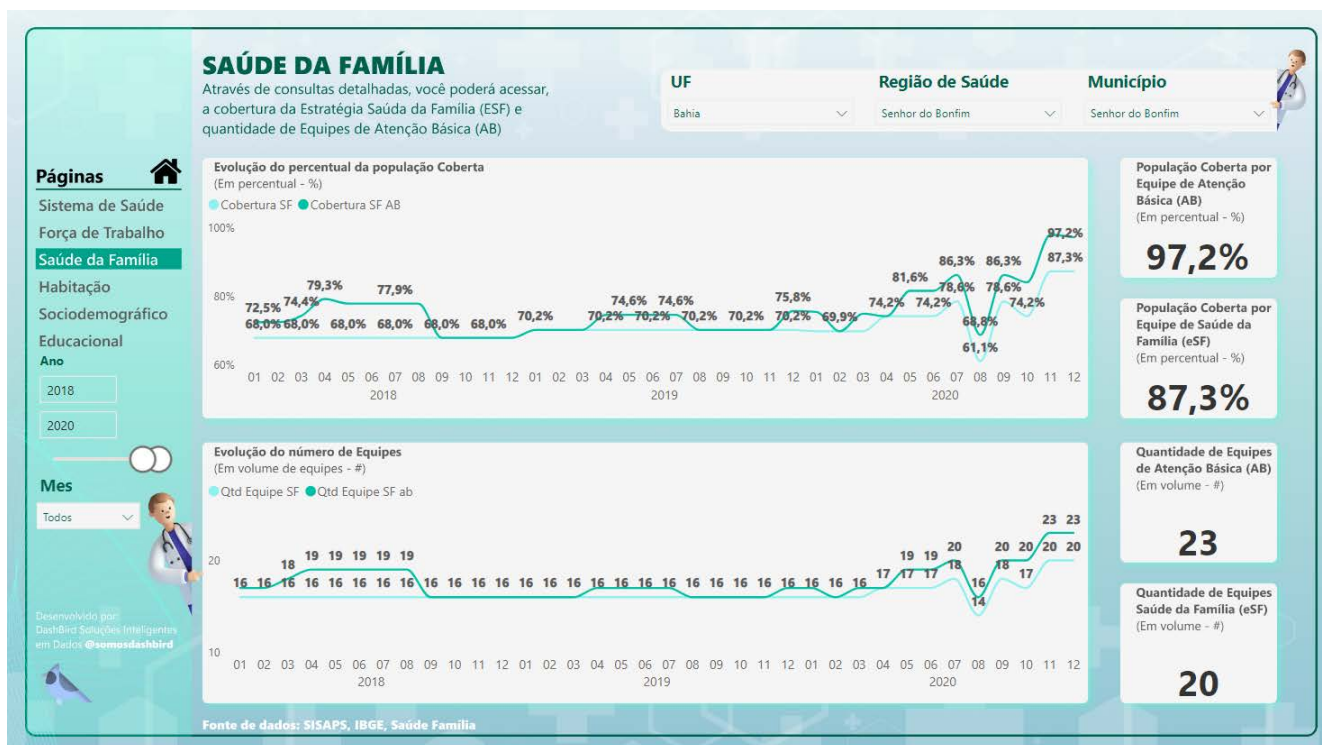 SAÚDE DA FAMÍLIA
Através de consultas detalhadas, você poderá acessar,
a cobertura da Estratégia Saúda da Família (ESF) e
quantidade de Equipes de Atenção Básica (AB)
UF
Bahia
Região de Saúde
Senhor do Bonfim
Município
Senhor do Bonfim
Páginas
Sistema de Saúde
Força de Trabalho
Saúde da Família
Habitação
Sociodemográfico
Educacional
Ano
2018
2020
Mes
Todos
Desenvolvido por:
DashBird Soluções Inteligentes
em Dados @somusdashbird
Evolução do percentual da população Coberta
(Em percentual - %)
Cobertura SF Cobertura SF AB
100%
97,2%
86,3% 86,3% 87,3%
79,3% 77,9% 81,6% 78,6% 78,6%
80%
72,5% 74,4% 70,2% 74,6% 74,6% 75,8% 74,2% 74,2% 74,2%
68,0% 68,0% 68,0% 68,0% 68,0% 68,0% 70,2% 70,2% 70,2% 70,2% 70,2% 69,9% 68,8%
61,1%
60%
01 02 03 04 05 06 07 08 09 10 11 12 01 02 03 04 05 06 07 08 09 10 11 12 01 02 03 04 05 06 07 08 09 10 11 12
2018 2019 2020
Evolução do número de Equipes
(Em volume de equipes - #)
Qtd Equipe SF Qtd Equipe SF ab
23 23
18 19 19 19 19 19 19 19 20 20 20 20 20
20
16 16 16 16 16 16 16 16 16 16 16 16 16 16 16 16 16 16 16 16 16 16 16 16 16 16 16 17 17 17 18 16 18 17
14
10
01 02 03 04 05 06 07 08 09 10 11 12 01 02 03 04 05 06 07 08 09 10 11 12 01 02 03 04 05 06 07 08 09 10 11 12
2018 2019 2020
População Coberta por
Equipe de Atenção
Básica (AB)
(Em percentual - %)
97,2%
População Coberta por
Equipe de Saúde da
Família (eSF)
(Em percentual - %)
87,3%
Quantidade de Equipes
de Atenção Básica (AB)
(Em volume - #)
23
Quantidade de Equipes
Saúde da Família (eSF)
(Em volume - #)
20
Fonte de dados: SISAPS, IBGE, Saúde Família